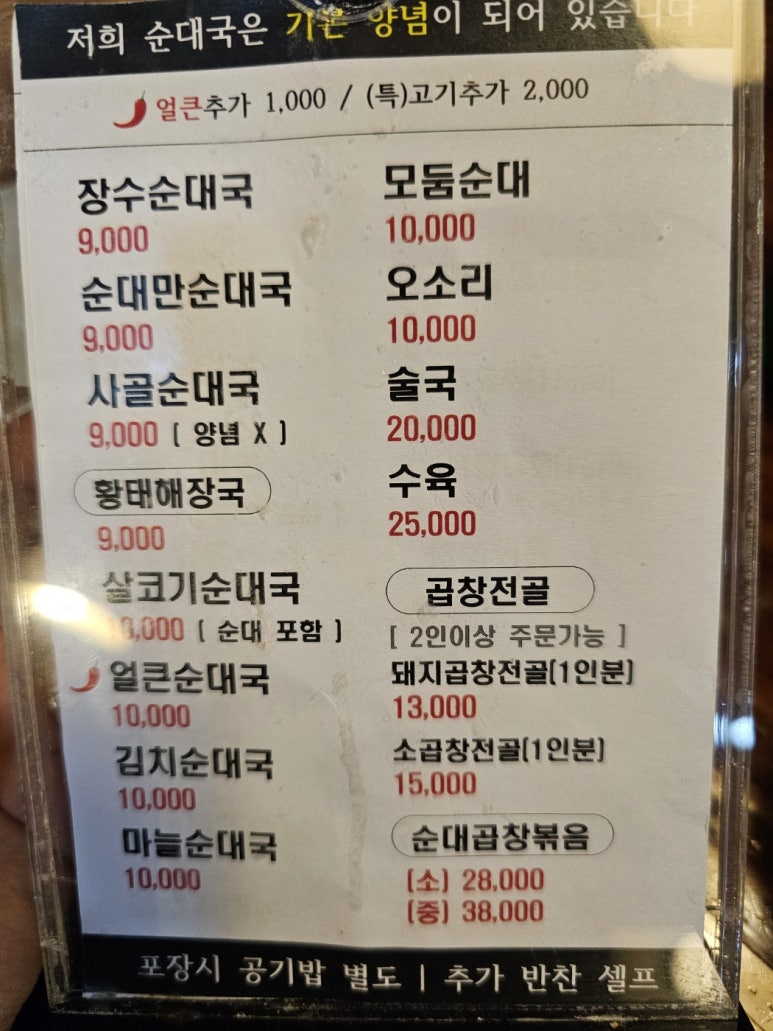 저희 순대국은 기본 양념이 되어 있습니다
얼큰추가 1,000 / (특)고기추가 2,000
장수순대국
9,000
순대만순대국
9,000
사골순대국
9,000 ( 양념 X )
황태해장국
9,000
살코기순대국
10,000 ( 순대 포함 )
얼큰순대국
10,000
김치순대국
10,000
마늘순대국
10,000
모둠순대
10,000
오소리
10,000
술국
20,000
수육
25,000
곱창전골
[ 2인이상 주문가능 ]
돼지곱창전골(1인분)
13,000
소곱창전골(1인분)
15,000
순대곱창볶음
(소) 28,000
(중) 38,000
포장시 공기밥 별도 | 추가 반찬 셀프